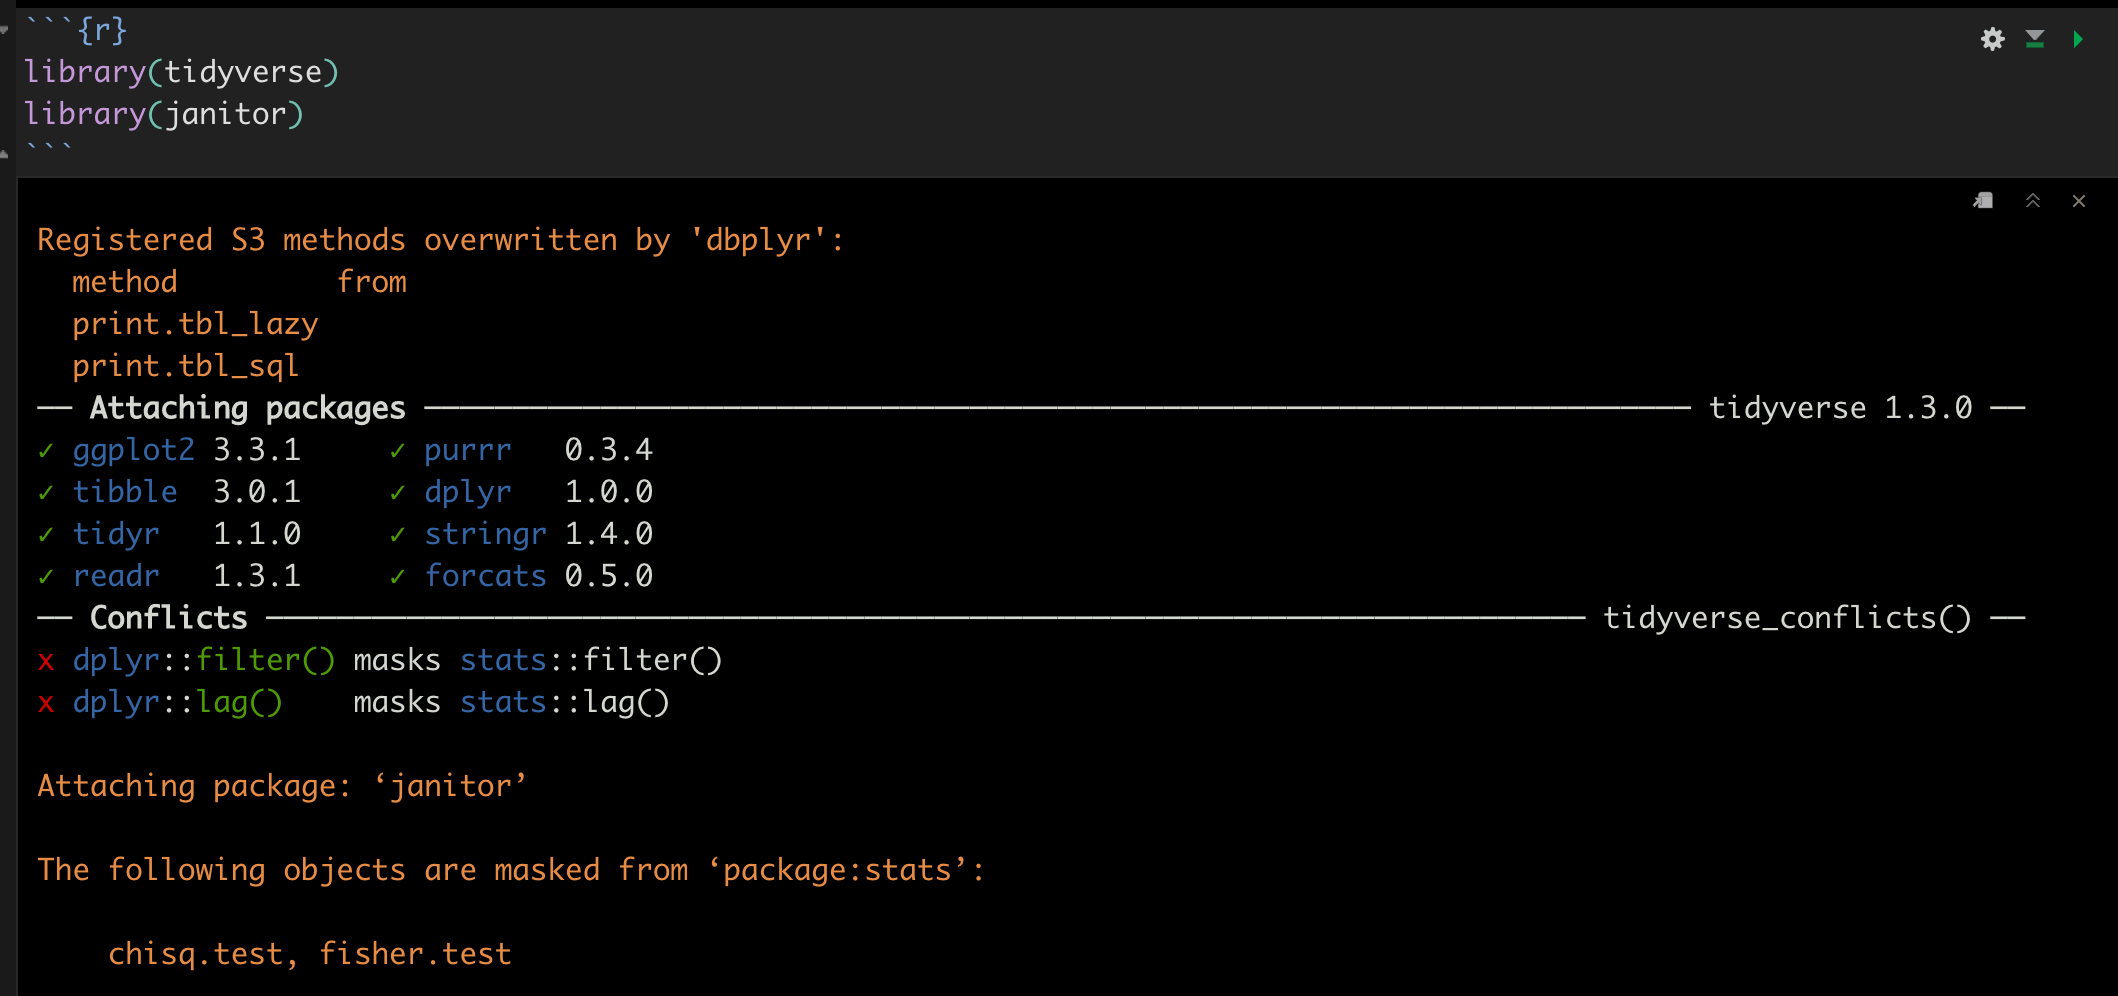 ```{r}
library(tidyverse)
library(janitor)
```
Registered S3 methods overwritten by 'dbplyr':
  method         from
  print.tbl_lazy
  print.tbl_sql
── Attaching packages ──────────────────────────────────────────────────────────────────────── tidyverse 1.3.0 ──
✓ ggplot2 3.3.1     ✓ purrr   0.3.4
✓ tibble  3.0.1     ✓ dplyr   1.0.0
✓ tidyr   1.1.0     ✓ stringr 1.4.0
✓ readr   1.3.1     ✓ forcats 0.5.0
── Conflicts ─────────────────────────────────────────────────────────────────────────── tidyverse_conflicts() ──
x dplyr::filter() masks stats::filter()
x dplyr::lag()    masks stats::lag()
Attaching package: ‘janitor’
The following objects are masked from ‘package:stats’:
    chisq.test, fisher.test